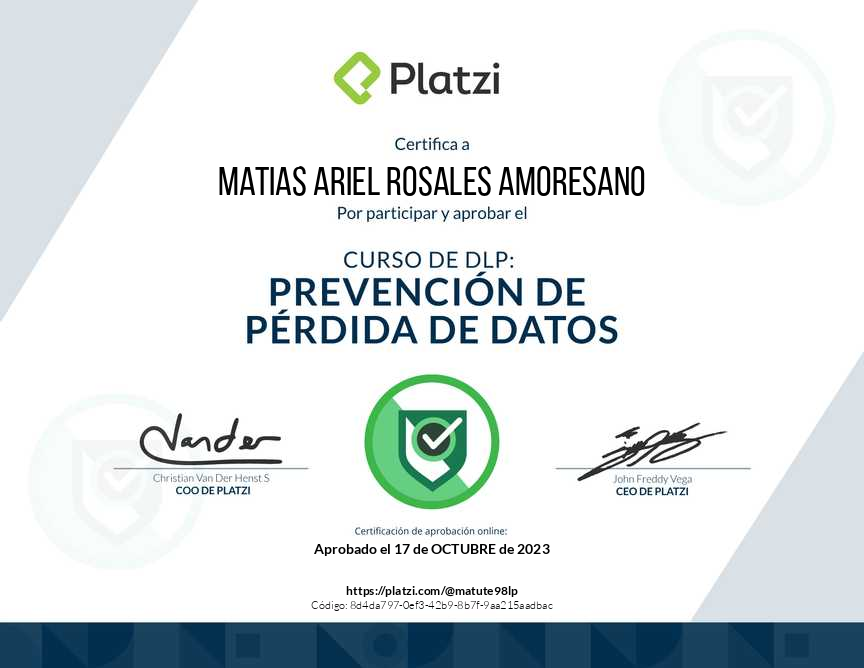 Platzi
Certifica a
MATIAS ARIEL ROSALES AMORESANO
Por participar y aprobar el
CURSO DE DLP:
PREVENCIÓN DE
PÉRDIDA DE DATOS
Vander
Christian Van Der Henst S
COO DE PLATZI
John Freddy Vega
CEO DE PLATZI
Certificación de aprobación online:
Aprobado el 17 de OCTUBRE de 2023
https://platzi.com/@matute98lp
Código: 8d4da797-0ef3-42b9-8b7f-9aa215aadbac